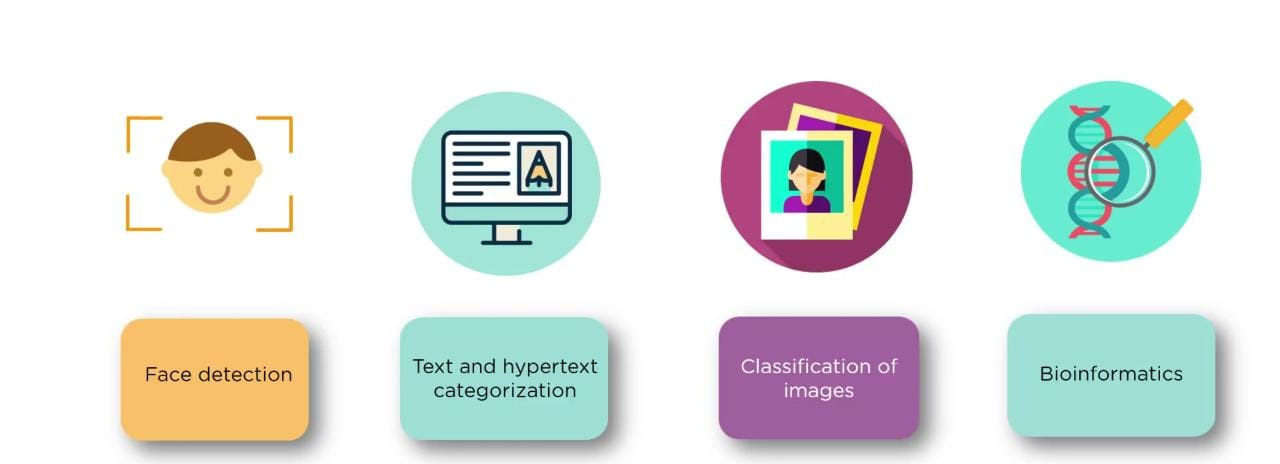 Face detection
Text and hypertext
categorization
Classification of
images
Bioinformatics